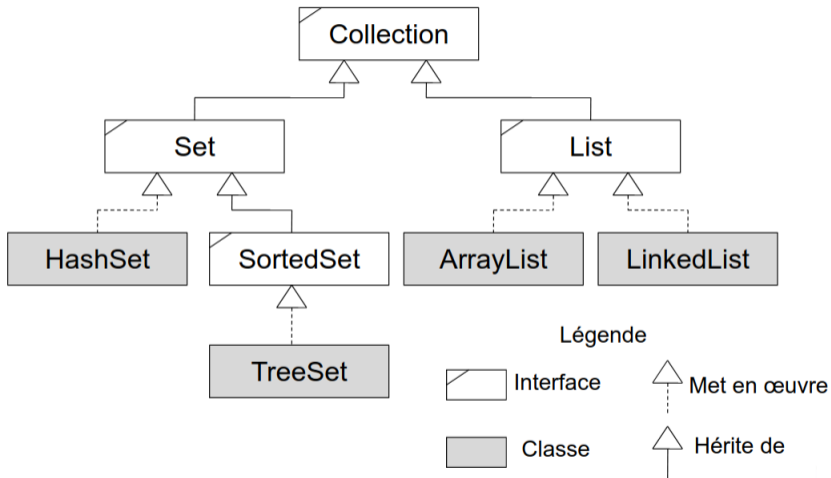 Collection
Set
List
HashSet
SortedSet
ArrayList
LinkedList
TreeSet
Légende
Interface
Met en œuvre
Classe
Hérite de